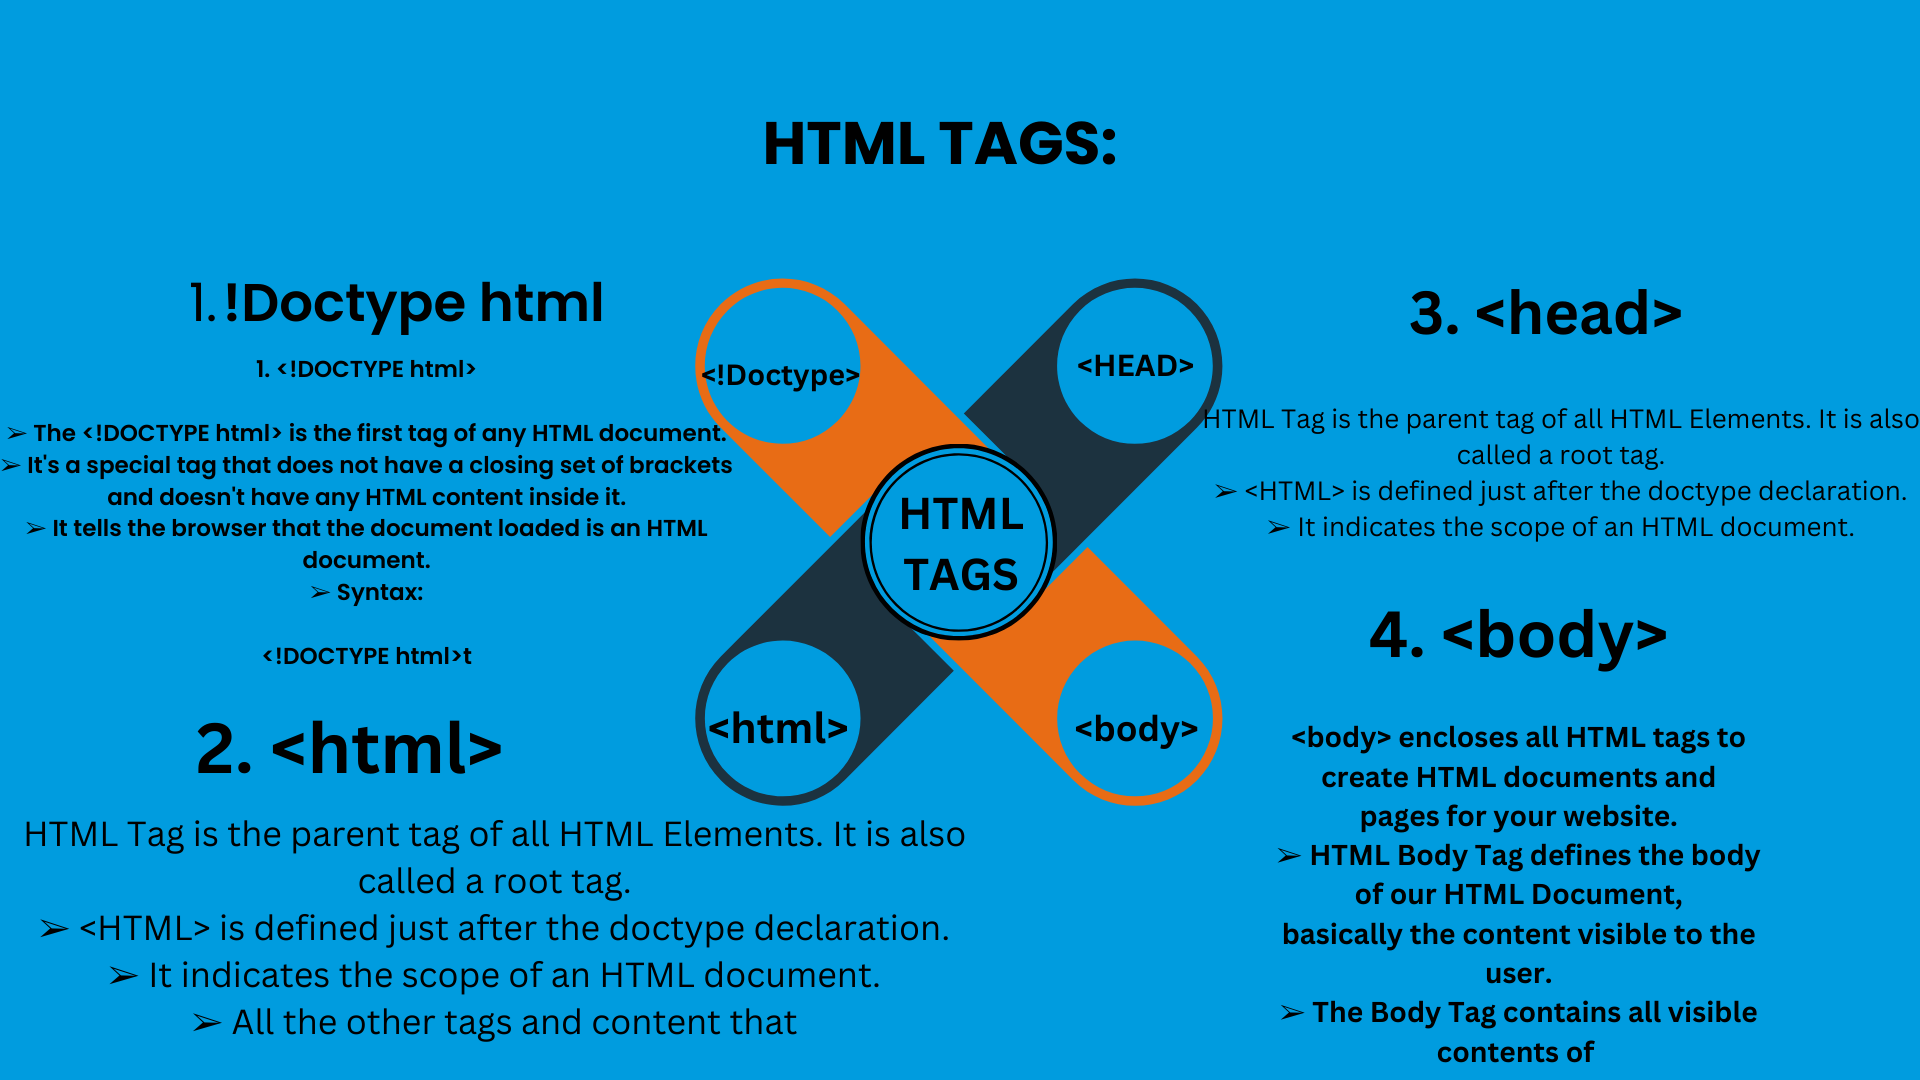 HTML TAGS:
1. !Doctype html
1. <!DOCTYPE html>
➢ The <!DOCTYPE html> is the first tag of any HTML document.
➢ It's a special tag that does not have a closing set of brackets
and doesn't have any HTML content inside it.
➢ It tells the browser that the document loaded is an HTML
document.
➢ Syntax:
<!DOCTYPE html>t
2. <html>
HTML Tag is the parent tag of all HTML Elements. It is also
called a root tag.
➢ <HTML> is defined just after the doctype declaration.
➢ It indicates the scope of an HTML document.
➢ All the other tags and content that
<!Doctype>
<HEAD>
HTML
TAGS
<html>
<body>
3. <head>
HTML Tag is the parent tag of all HTML Elements. It is also
called a root tag.
➢ <HTML> is defined just after the doctype declaration.
➢ It indicates the scope of an HTML document.
4. <body>
<body> encloses all HTML tags to
create HTML documents and
pages for your website.
➢ HTML Body Tag defines the body
of our HTML Document,
basically the content visible to the
user.
➢ The Body Tag contains all visible
contents of